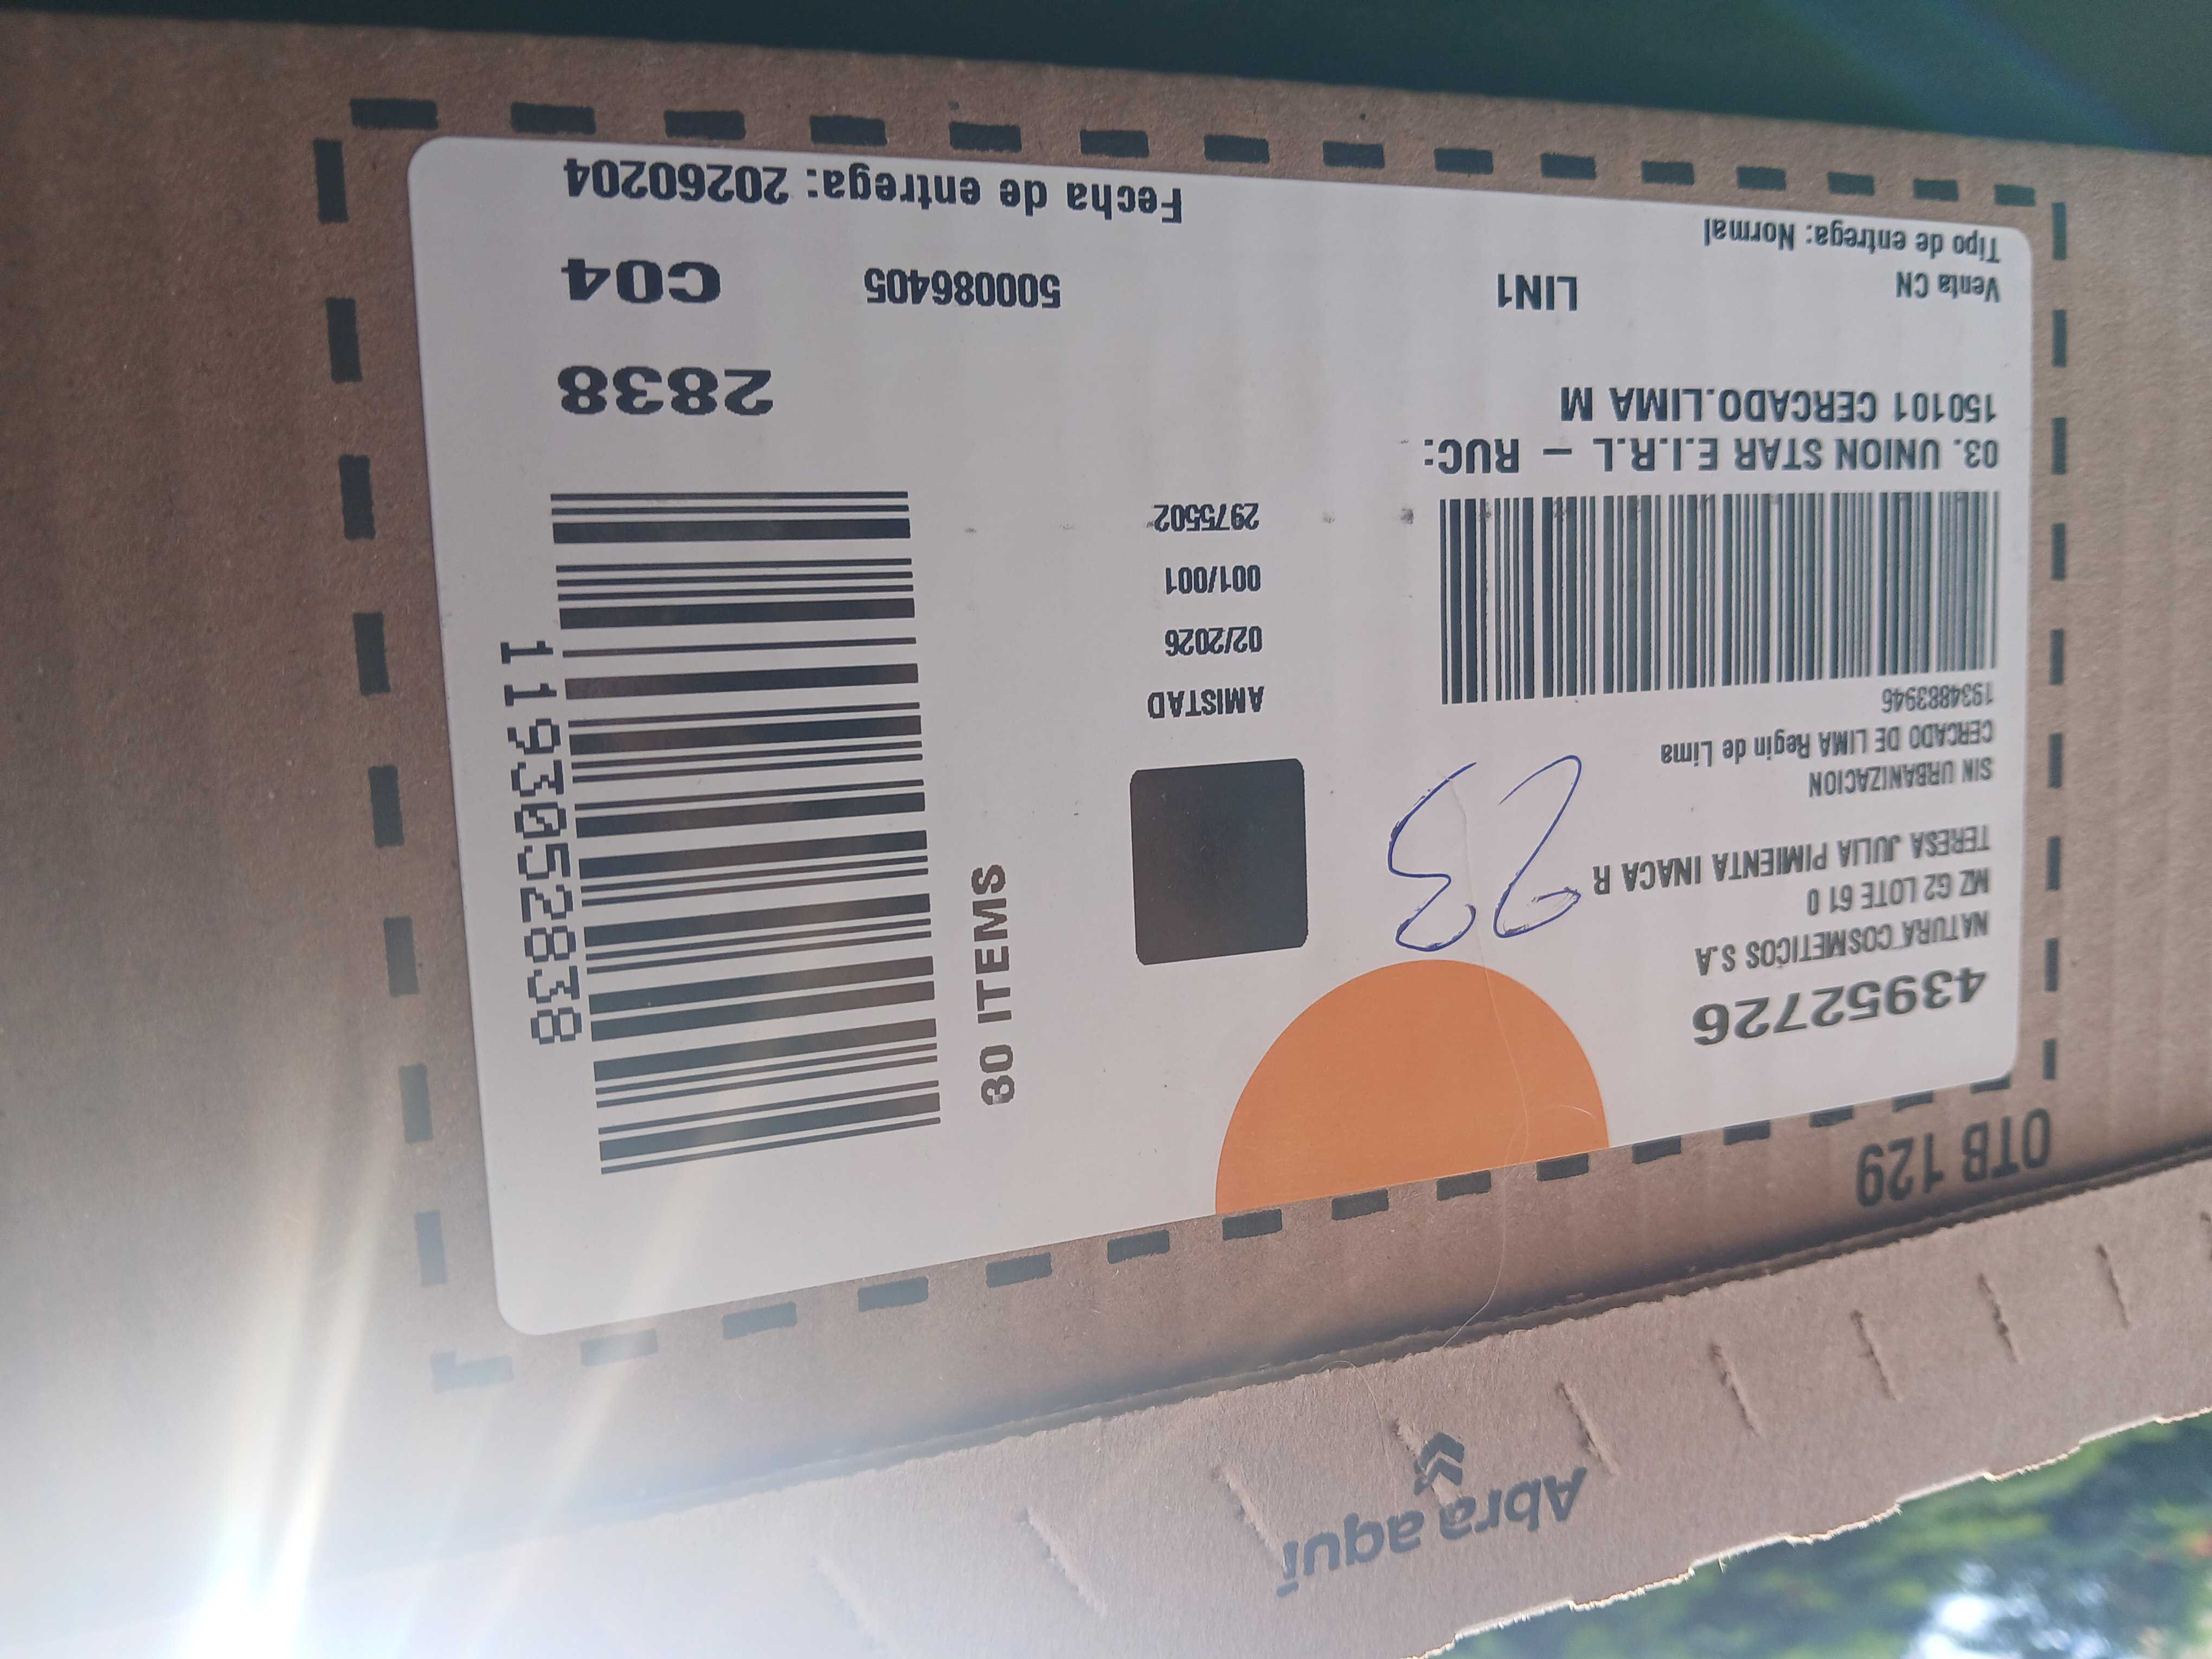 OTB 129
43952726
NATURA COSMETICOS S.A
MZ G2 LOTE 61 0
TERESA JULIA PIMIENTA INACA R
SIN URBANIZACION
CERCADO DE LIMA Regin de Lima
1934883946
23
03. UNION STAR E.I.R.L – RUC:
150101 CERCADO.LIMA M
Venta CN
LIN1
Tipo de entrega: Normal
AMISTAD
02/2026
001/001
2975502
30 ITEMS
1193052838
2838
500086405
C04
Fecha de entrega: 20260204
Abra aquí